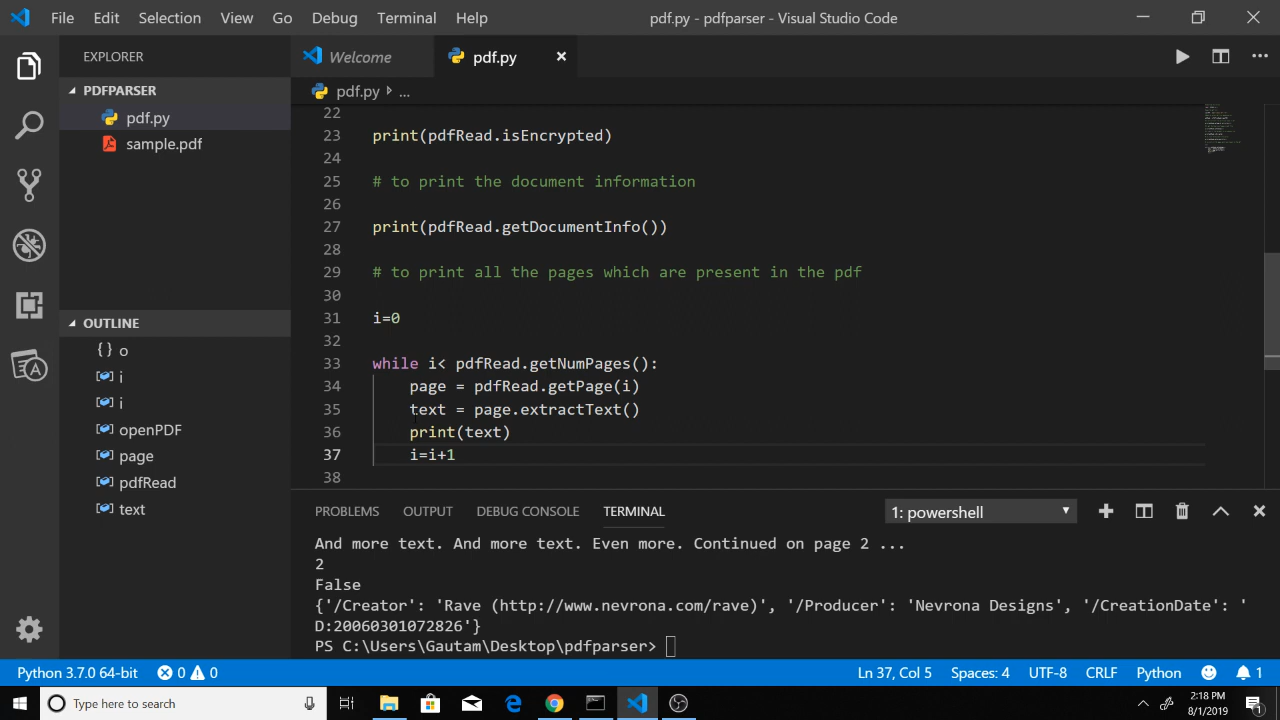 File Edit Selection View Go Debug Terminal Help pdf.py - pdfparser - Visual Studio Code
EXPLORER
PDFPARSER
pdf.py
sample.pdf
OUTLINE
{} o
i
i
openPDF
page
pdfRead
text
Welcome pdf.py
pdf.py ...
22
23 print(pdfRead.isEncrypted)
24
25 # to print the document information
26
27 print(pdfRead.getDocumentInfo())
28
29 # to print all the pages which are present in the pdf
30
31 i=0
32
33 while i< pdfRead.getNumPages():
34 page = pdfRead.getPage(i)
35 text = page.extractText()
36 print(text)
37 i=i+1
38
PROBLEMS OUTPUT DEBUG CONSOLE TERMINAL 1: powershell
And more text. And more text. Even more. Continued on page 2 ...
2
False
{'/Creator': 'Rave (http://www.nevrona.com/rave)', '/Producer': 'Nevrona Designs', '/CreationDate': '
D:20060301072826'}
PS C:\Users\Gautam\Desktop\pdfparser>
Python 3.7.0 64-bit 0 0 Ln 37, Col 5 Spaces: 4 UTF-8 CRLF Python 1
Type here to search 2:18 PM
8/1/2019 1